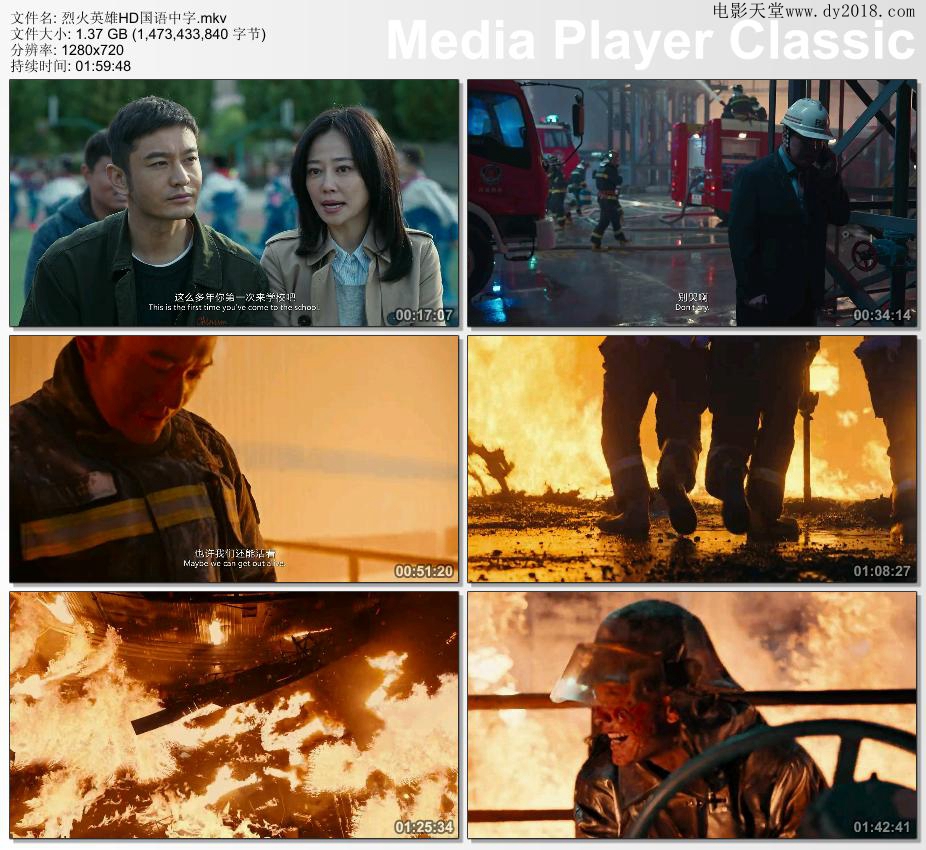 文件名: 烈火英雄HD国语中字.mkv
文件大小: 1.37 GB (1,473,433,840 字节)
分辨率: 1280x720
持续时间: 01:59:48
电影天堂www.dy2018.com
Media Player Classic
这么多年你第一次来学校吧
This is the first time you've come to the school.
00:17:07
别哭啊
Don't cry.
00:34:14
也许我们还能活着
Maybe we can get out alive.
00:51:20
01:08:27
01:25:34
01:42:41